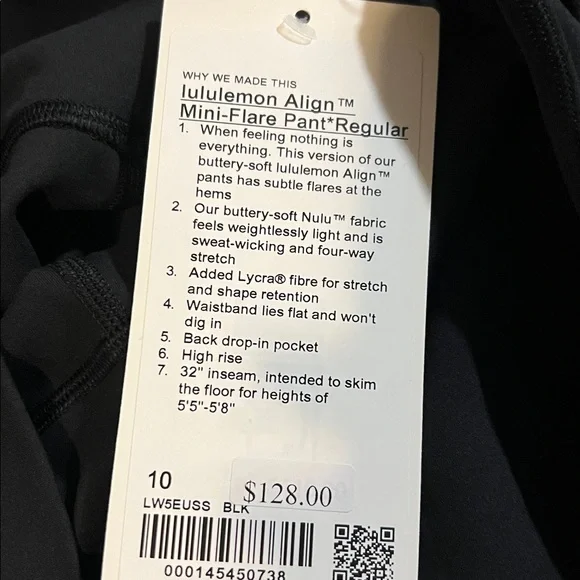 WHY WE MADE THIS
lululemon Align™
Mini-Flare Pant*Regular
1. When feeling nothing is
everything. This version of our
buttery-soft lululemon Align™
pants has subtle flares at the
hems
2. Our buttery-soft Nulu™ fabric
feels weightlessly light and is
sweat-wicking and four-way
stretch
3. Added Lycra® fibre for stretch
and shape retention
4. Waistband lies flat and won't
dig in
5. Back drop-in pocket
6. High rise
7. 32" inseam, intended to skim
the floor for heights of
5'5"-5'8"
10
$128.00
LW5EUSS BLK
000145450738